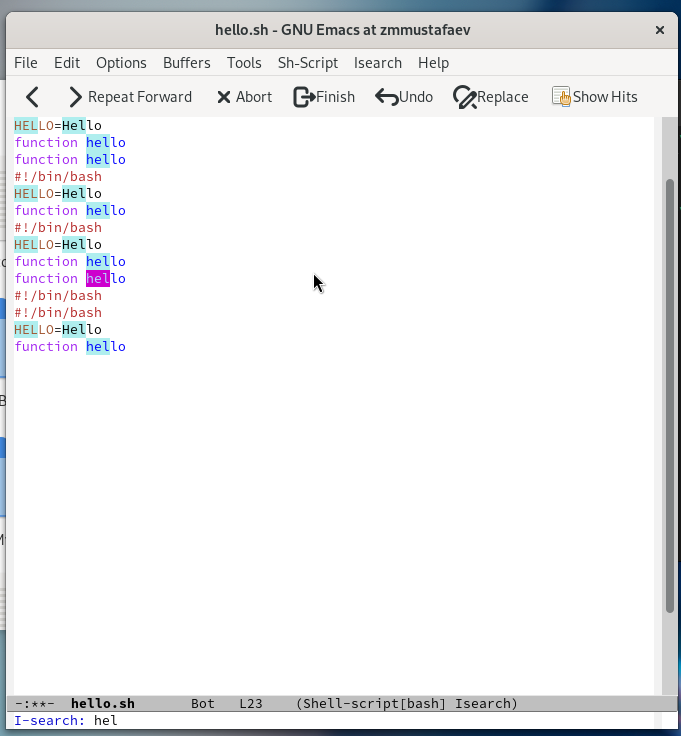 hello.sh - GNU Emacs at zmmustafaev ×
File Edit Options Buffers Tools Sh-Script Isearch Help
Repeat Forward Abort Finish Undo Replace Show Hits
HELLO=Hello
function hello
function hello
#!/bin/bash
HELLO=Hello
function hello
#!/bin/bash
HELLO=Hello
function hello
function hello
#!/bin/bash
#!/bin/bash
HELLO=Hello
function hello
-:**- hello.sh Bot L23 (Shell-script[bash] Isearch)
I-search: hel